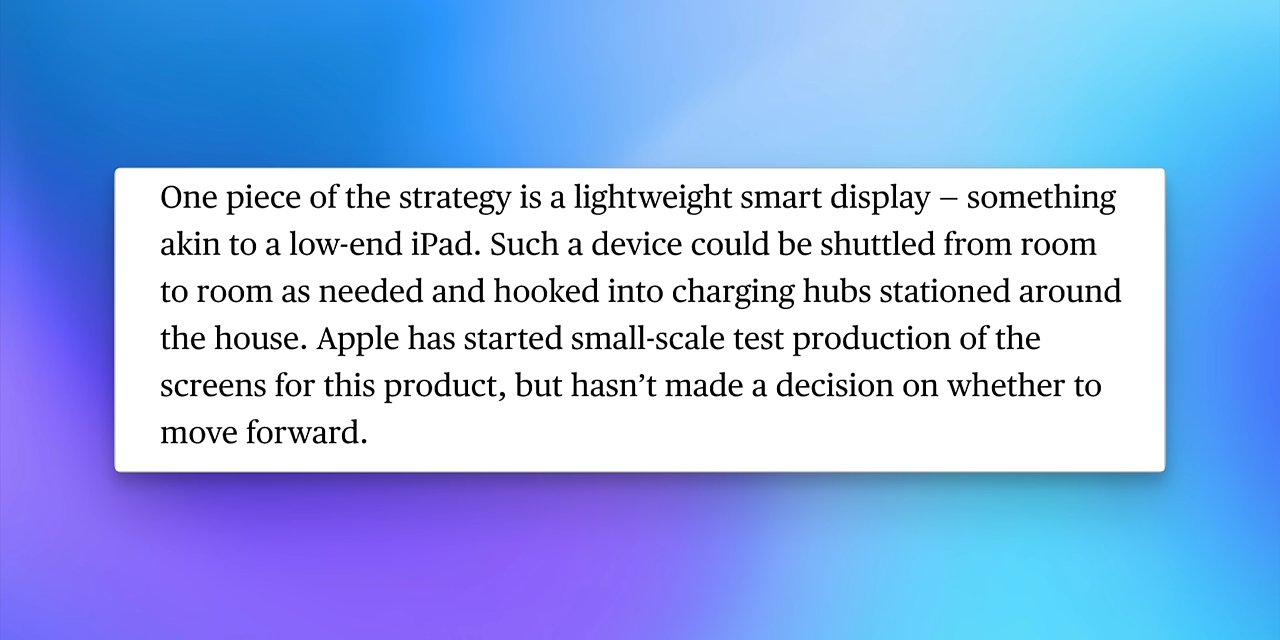 One piece of the strategy is a lightweight smart display — something
akin to a low-end iPad. Such a device could be shuttled from room
to room as needed and hooked into charging hubs stationed around
the house. Apple has started small-scale test production of the
screens for this product, but hasn’t made a decision on whether to
move forward.